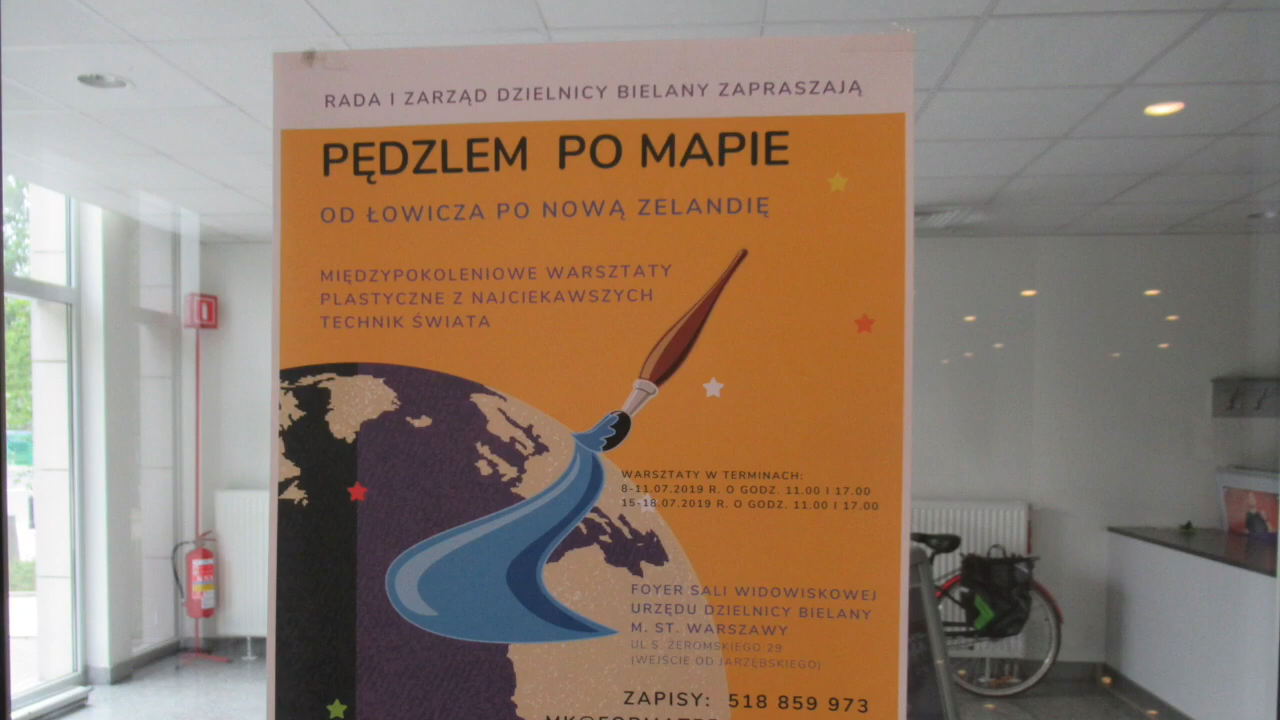 RADA I ZARZĄD DZIELNICY BIELANY ZAPRASZAJĄ
PĘDZLEM PO MAPIE
OD ŁOWICZA PO NOWĄ ZELANDIĘ
MIĘDZYPOKOLENIOWE WARSZTATY
PLASTYCZNE Z NAJCIEKAWSZYCH
TECHNIK ŚWIATA
WARSZTATY W TERMINACH:
8-11.07.2019 R. O GODZ. 11.00 I 17.00
15-18.07.2019 R. O GODZ. 11.00 I 17.00
FOYER SALI WIDOWISKOWEJ
URZĘDU DZIELNICY BIELANY
M. ST. WARSZAWY
UL S. ŻEROMSKIEGO 29
(WEJŚCIE OD JARZĘBSKIEGO)
ZAPISY: 518 859 973